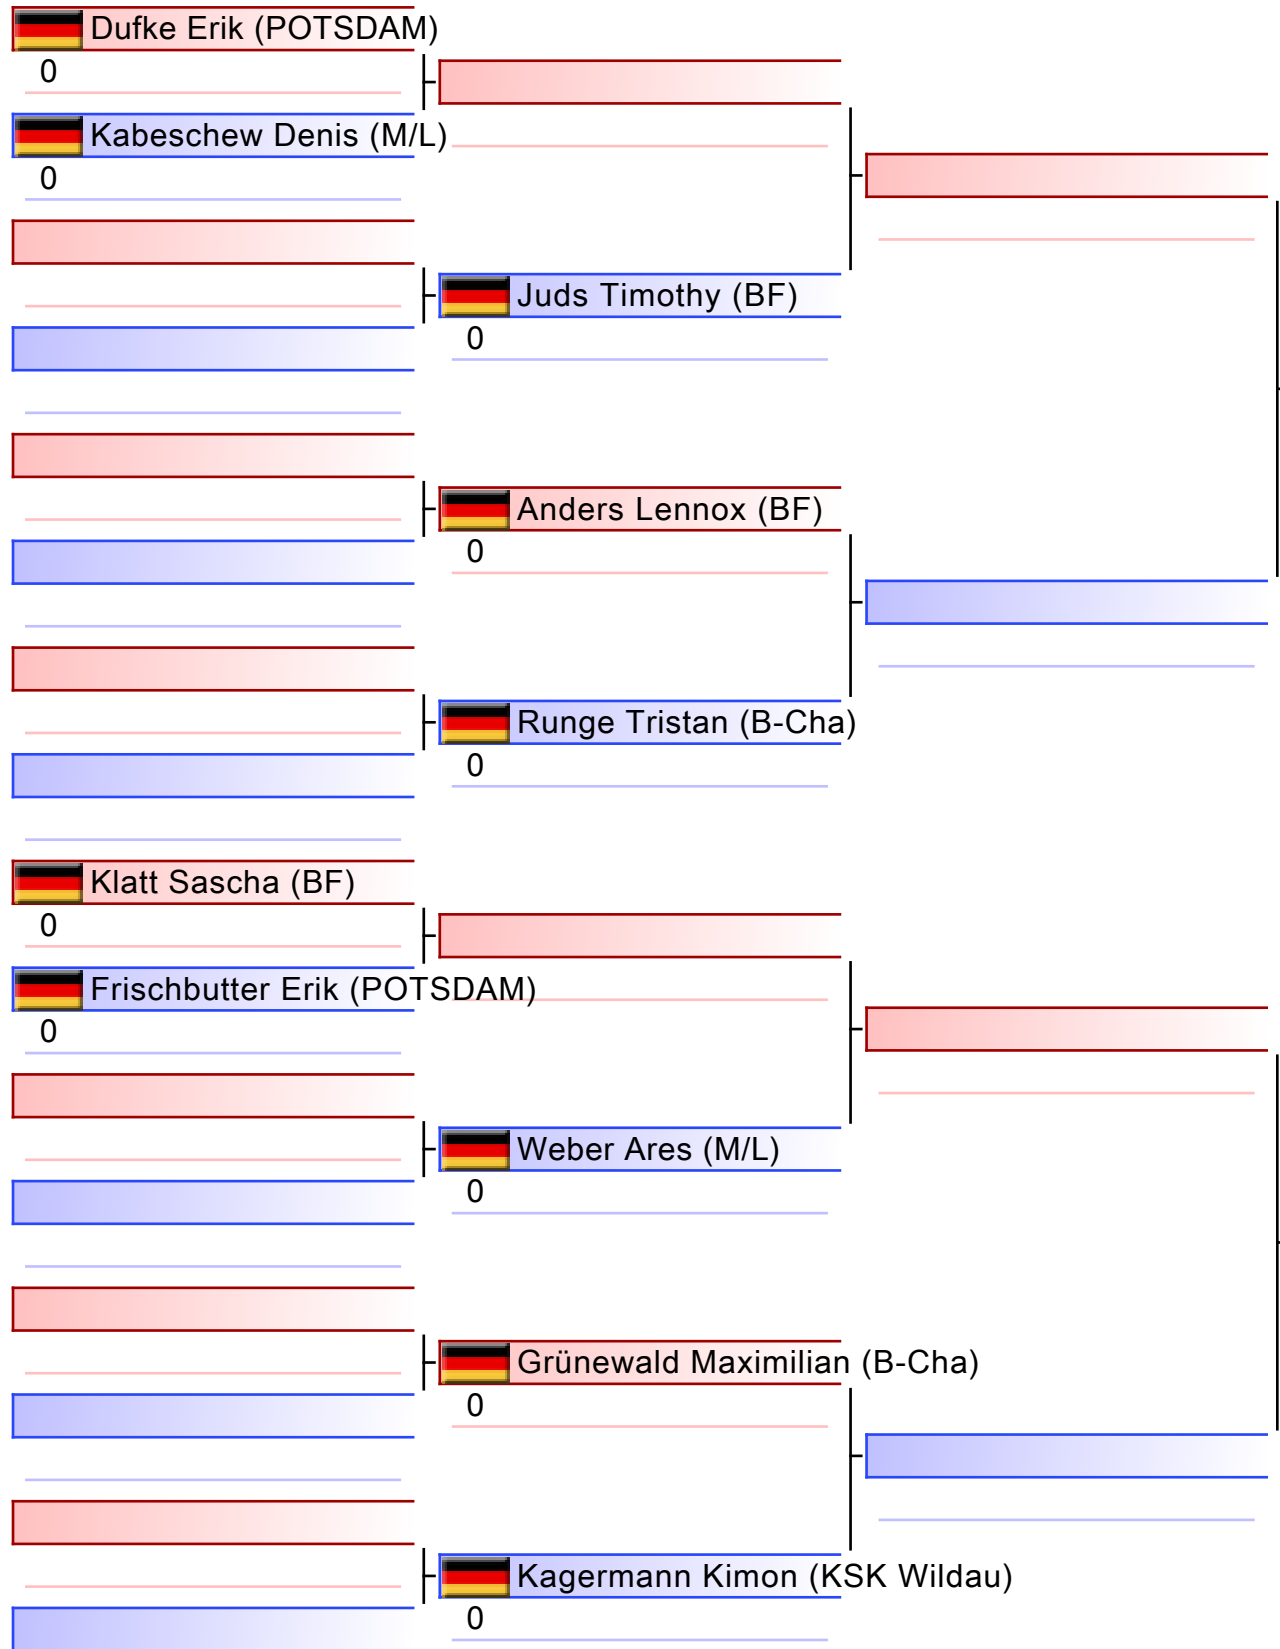 Dufke Erik (POTSDAM)
0
Kabeschew Denis (M/L)
0
Juds Timothy (BF)
0
Anders Lennox (BF)
0
Runge Tristan (B-Cha)
0
Klatt Sascha (BF)
0
Frischbutter Erik (POTSDAM)
0
Weber Ares (M/L)
0
Grünewald Maximilian (B-Cha)
0
Kagermann Kimon (KSK Wildau)
0